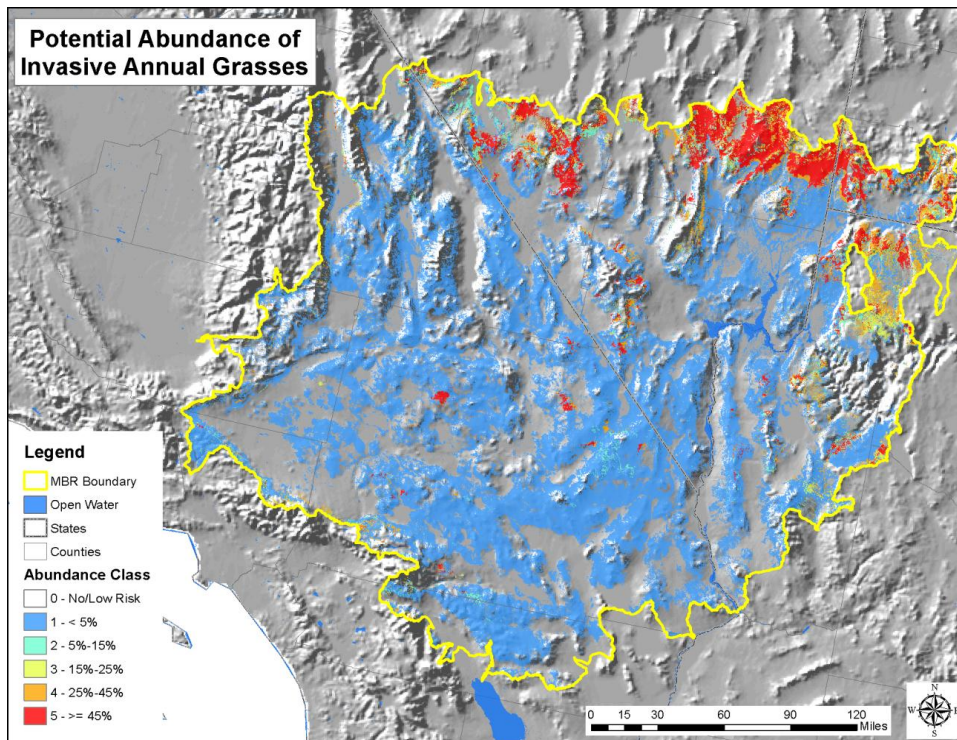 Potential Abundance of
Invasive Annual Grasses
Legend
MBR Boundary
Open Water
States
Counties
Abundance Class
0 - No/Low Risk
1 - < 5%
2 - 5%-15%
3 - 15%-25%
4 - 25%-45%
5 - >= 45%
N
W E
S
0 15 30 60 90 120
Miles